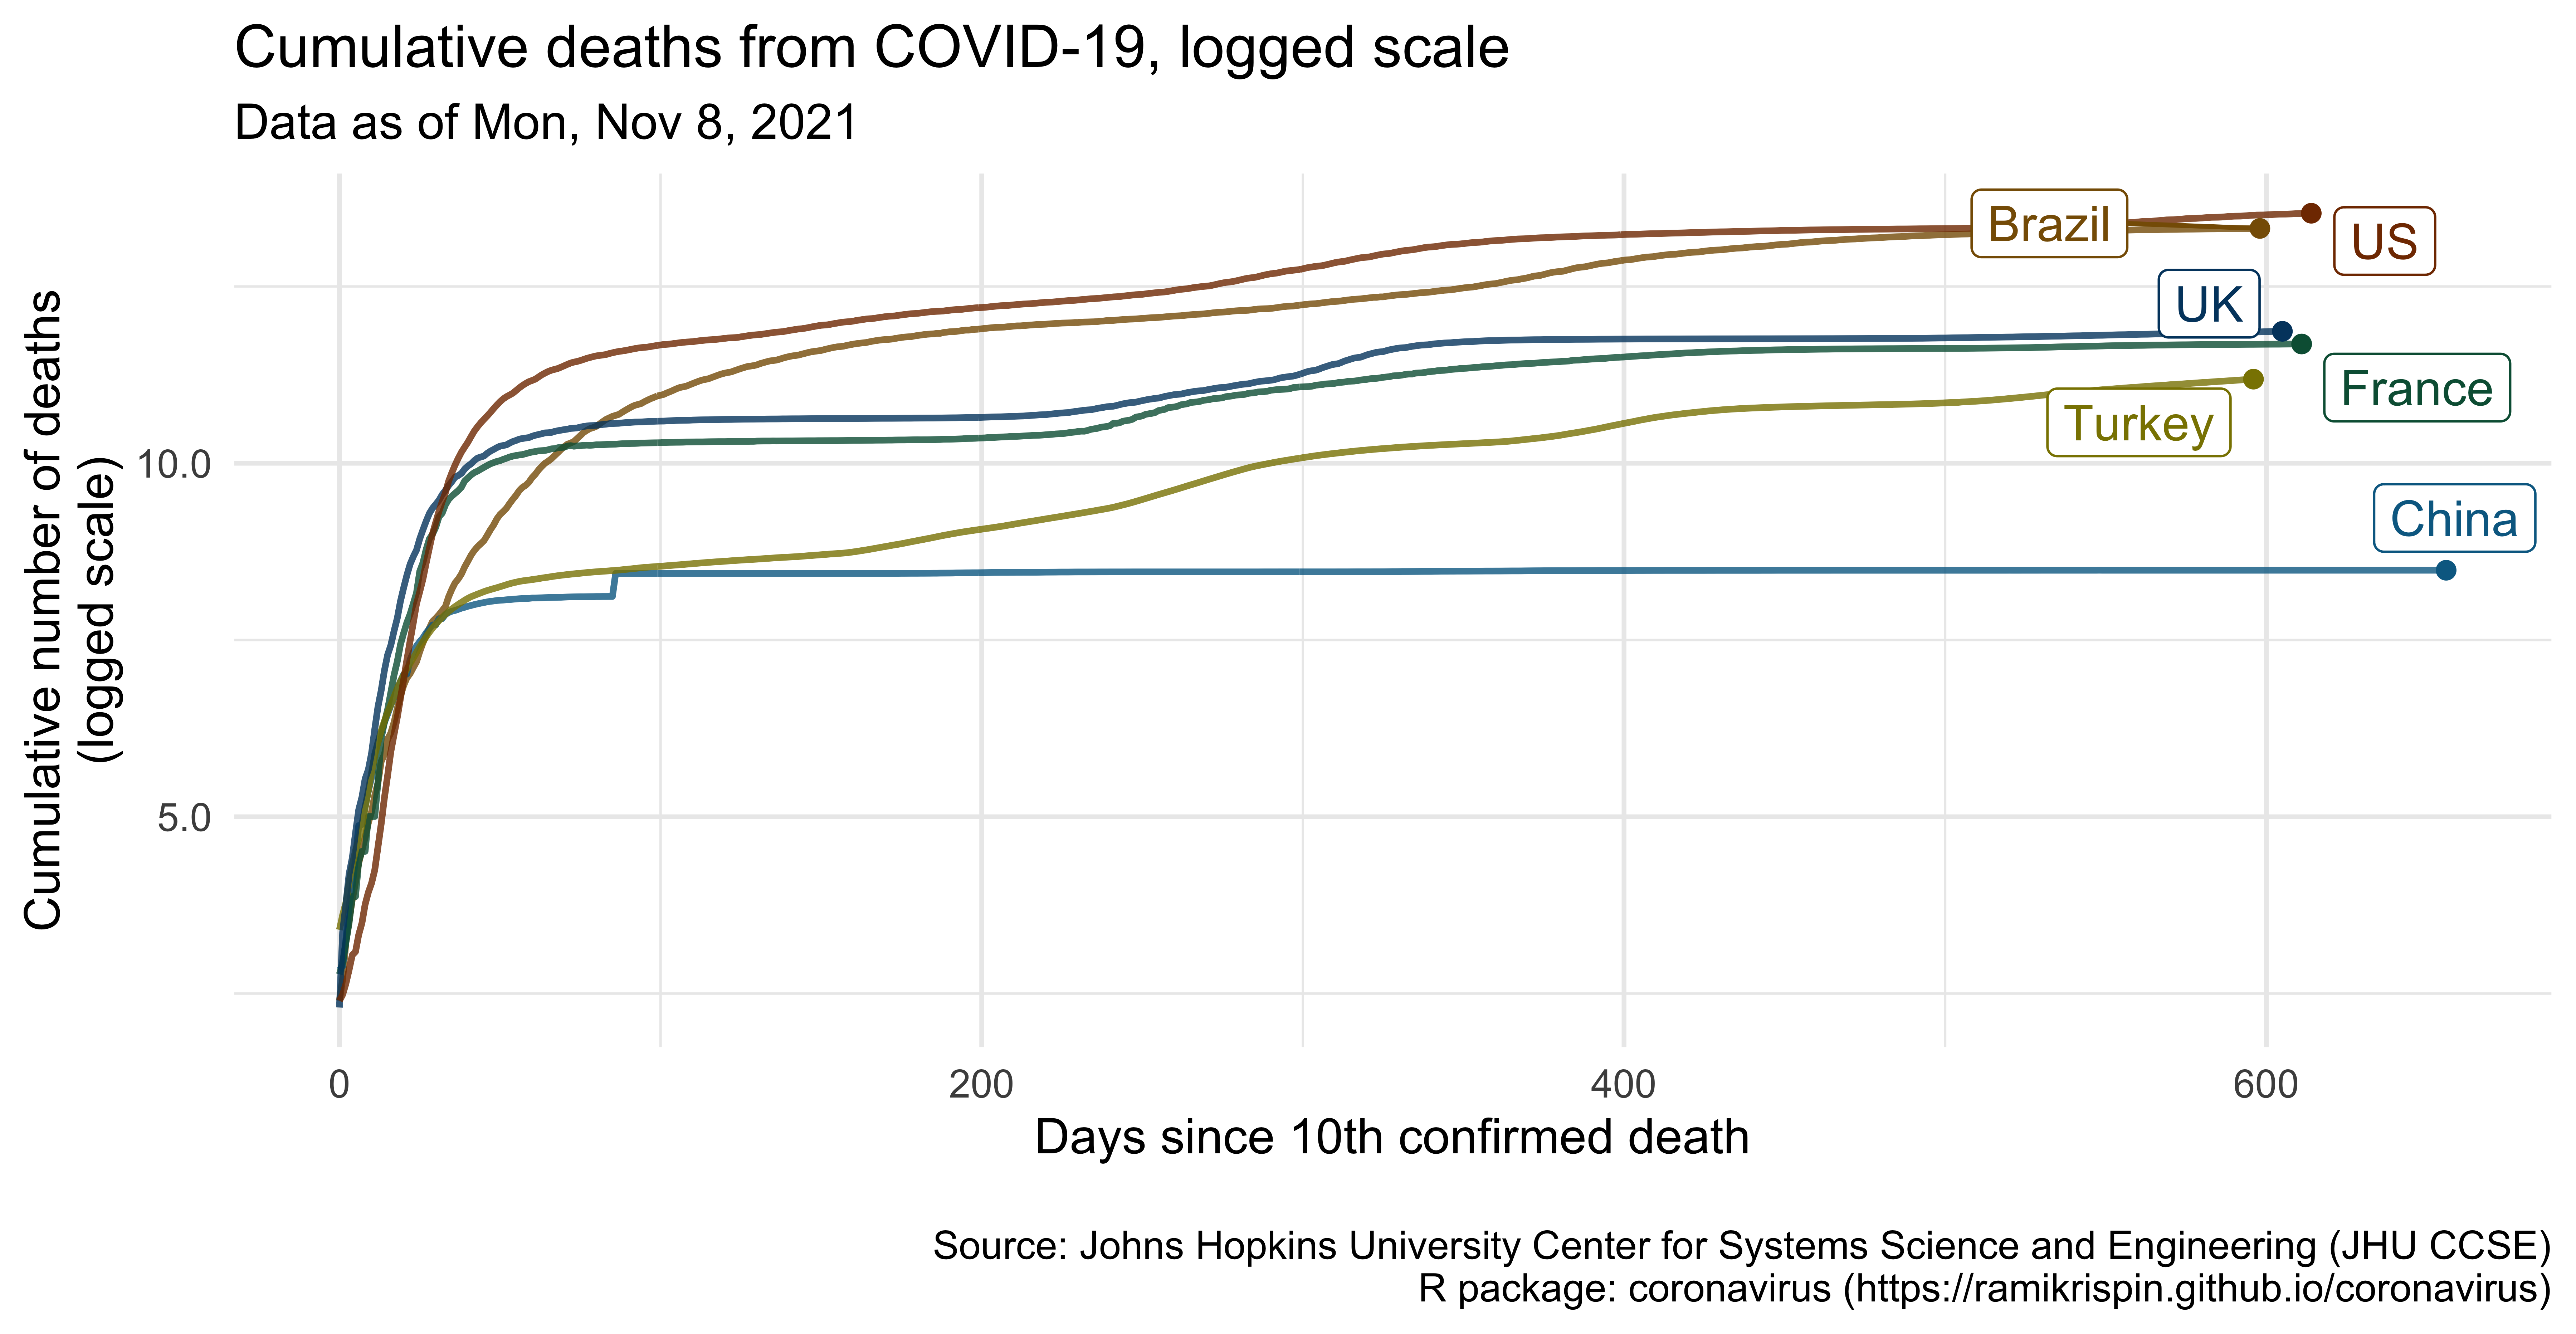 Cumulative deaths from COVID-19, logged scale
Data as of Mon, Nov 8, 2021
Cumulative number of deaths
(logged scale)
10.0
5.0
Brazil
US
UK
France
Turkey
China
0
200
400
600
Days since 10th confirmed death
Source: Johns Hopkins University Center for Systems Science and Engineering (JHU CCSE)
R package: coronavirus (https://ramikrispin.github.io/coronavirus)